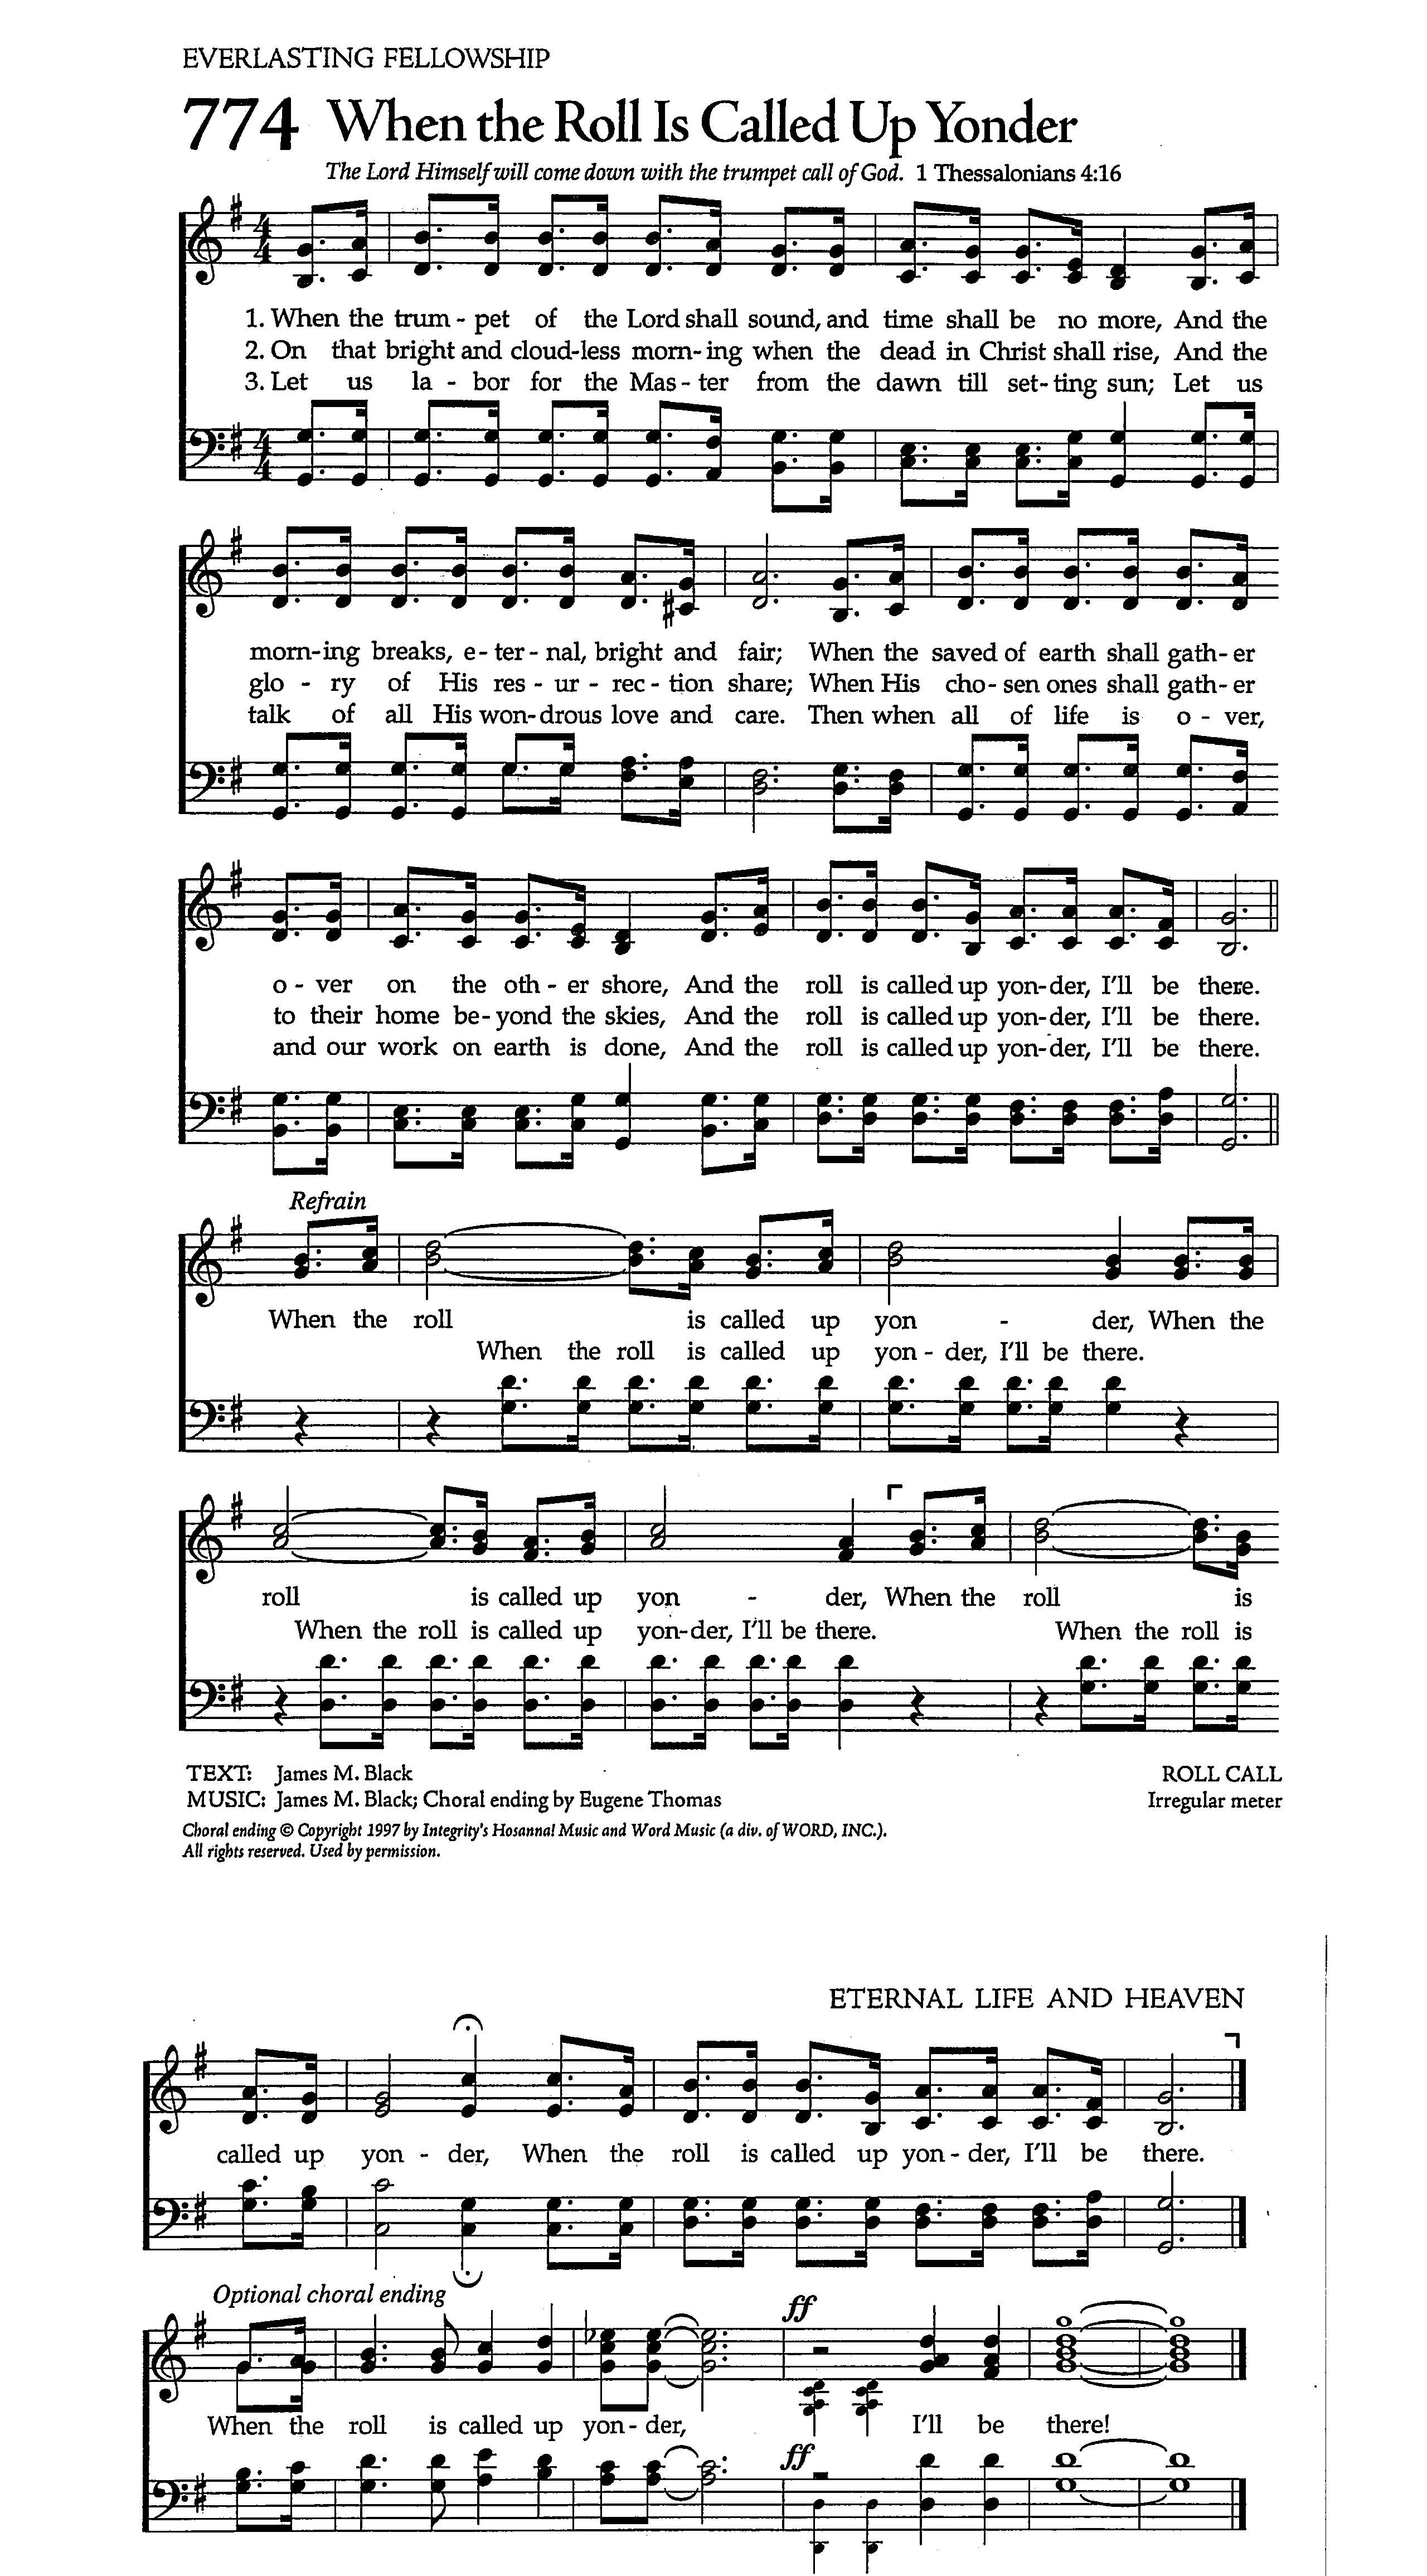 EVERLASTING FELLOWSHIP
774 When the Roll Is Called Up Yonder
The Lord Himself will come down with the trumpet call of God. 1 Thessalonians 4:16
1. When the trum - pet of the Lord shall sound, and time shall be no more, And the
2. On that bright and cloud-less morn- ing when the dead in Christ shall rise, And the
3. Let us la - bor for the Mas - ter from the dawn till set- ting sun; Let us
morn-ing breaks, e - ter - nal, bright and fair; When the saved of earth shall gath- er
glo - ry of His res - ur - rec - tion share; When His cho- sen ones shall gath- er
talk of all His won-drous love and care. Then when all of life is o - ver,
o - ver on the oth - er shore, And the roll is called up yon-der, I'll be there.
to their home be-yond the skies, And the roll is called up yon-der, I'll be there.
and our work on earth is done, And the roll is called up yon-der, I'll be there.
Refrain
When the roll is called up yon - der, When the
When the roll is called up yon - der, I'll be there.
roll is called up yon - der, When the roll is
When the roll is called up yon-der, I'll be there. When the roll is
TEXT: James M. Black
ROLL CALL
MUSIC: James M. Black; Choral ending by Eugene Thomas
Irregular meter
Choral ending © Copyright 1997 by Integrity's Hosanna! Music and Word Music (a div. of WORD, INC.).
All rights reserved. Used by permission.
ETERNAL LIFE AND HEAVEN
called up yon - der, When the roll is called up yon - der, I'll be there.
Optional choral ending
ff
When the roll is called up yon - der, I'll be there!
ff